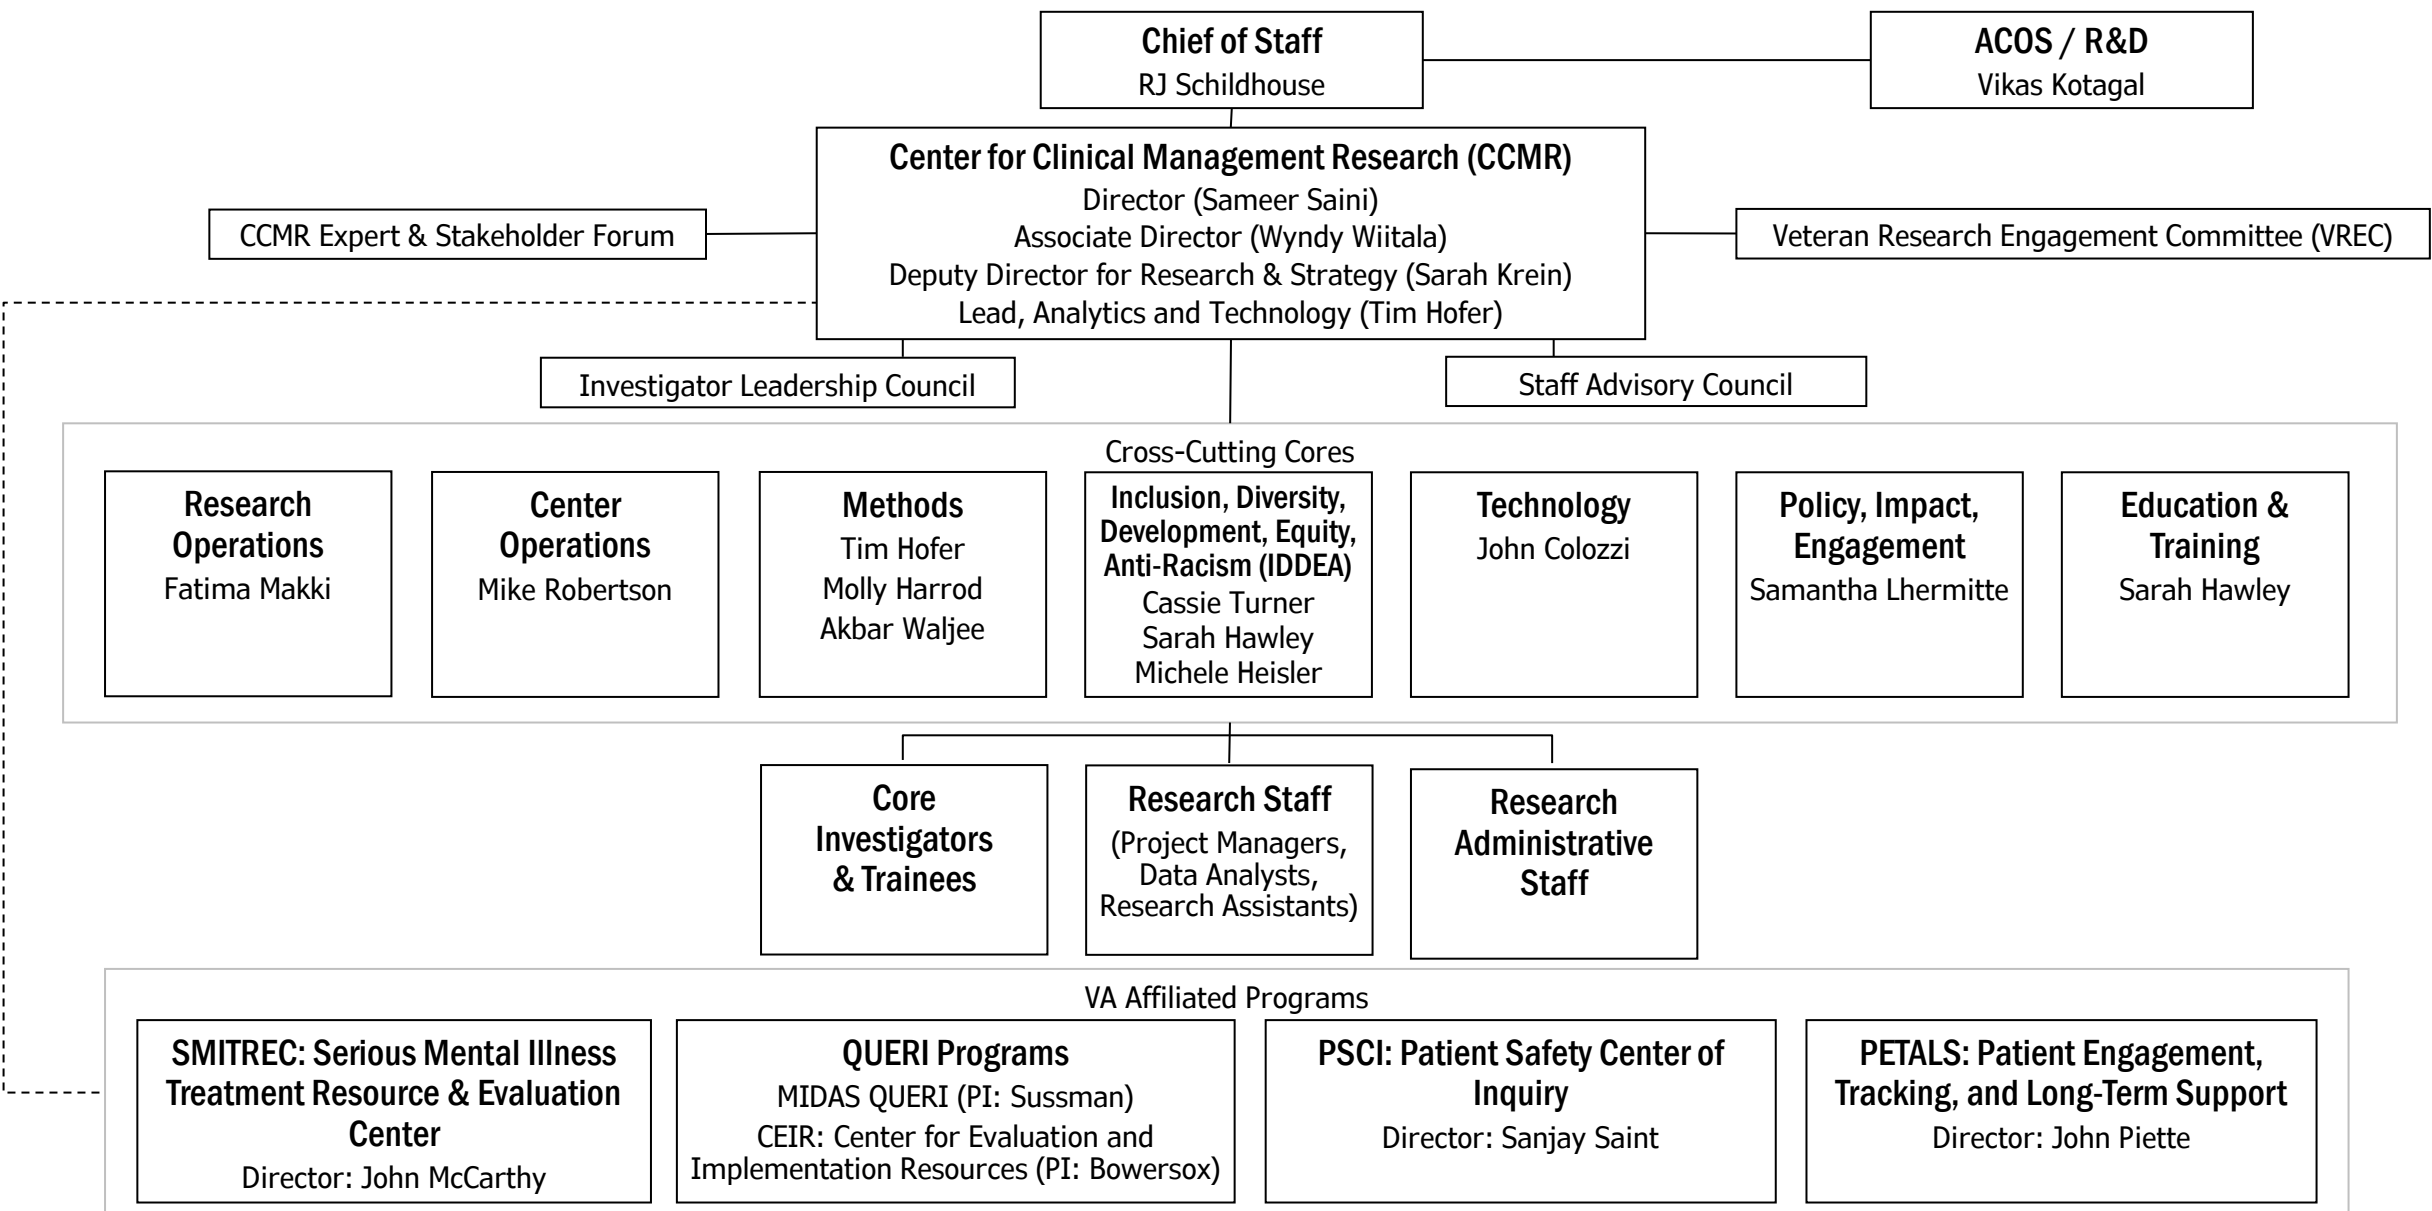 Chief of Staff
RJ Schildhouse
ACOS / R&D
Vikas Kotagal
Center for Clinical Management Research (CCMR)
Director (Sameer Saini)
Associate Director (Wyndy Wiitala)
Deputy Director for Research & Strategy (Sarah Krein)
Lead, Analytics and Technology (Tim Hofer)
CCMR Expert & Stakeholder Forum
Veteran Research Engagement Committee (VREC)
Investigator Leadership Council
Staff Advisory Council
Cross-Cutting Cores
Research
Operations
Fatima Makki
Center
Operations
Mike Robertson
Methods
Tim Hofer
Molly Harrod
Akbar Waljee
Inclusion, Diversity,
Development, Equity,
Anti-Racism (IDDEA)
Cassie Turner
Sarah Hawley
Michele Heisler
Technology
John Colozzi
Policy, Impact,
Engagement
Samantha Lhermitte
Education &
Training
Sarah Hawley
Core
Investigators
& Trainees
Research Staff
(Project Managers,
Data Analysts,
Research Assistants)
Research
Administrative
Staff
VA Affiliated Programs
SMITREC: Serious Mental Illness
Treatment Resource & Evaluation
Center
Director: John McCarthy
QUERI Programs
MIDAS QUERI (PI: Sussman)
CEIR: Center for Evaluation and
Implementation Resources (PI: Bowersox)
PSCI: Patient Safety Center of
Inquiry
Director: Sanjay Saint
PETALS: Patient Engagement,
Tracking, and Long-Term Support
Director: John Piette